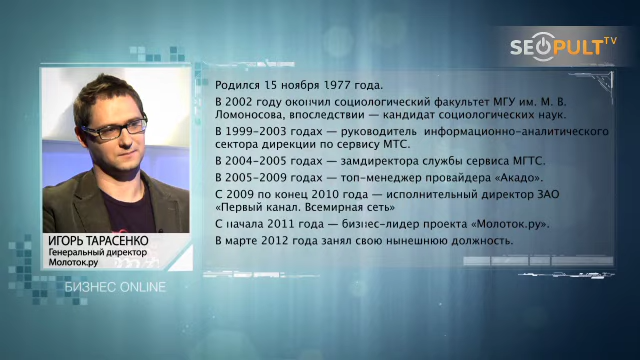 SEOPULT TV
Родился 15 ноября 1977 года.
В 2002 году окончил социологический факультет МГУ им. М. В.
Ломоносова, впоследствии — кандидат социологических наук.
В 1999-2003 годах — руководитель информационно-аналитического
сектора дирекции по сервису МТС.
В 2004-2005 годах — замдиректора службы сервиса МГТС.
В 2005-2009 годах — топ-менеджер провайдера «Акадо».
С 2009 по конец 2010 года — исполнительный директор ЗАО
«Первый канал. Всемирная сеть»
С начала 2011 года — бизнес-лидер проекта «Молоток.ру».
В марте 2012 года занял свою нынешнюю должность.
ИГОРЬ ТАРАСЕНКО
Генеральный директор
Молоток.ру
БИЗНЕС ONLINE